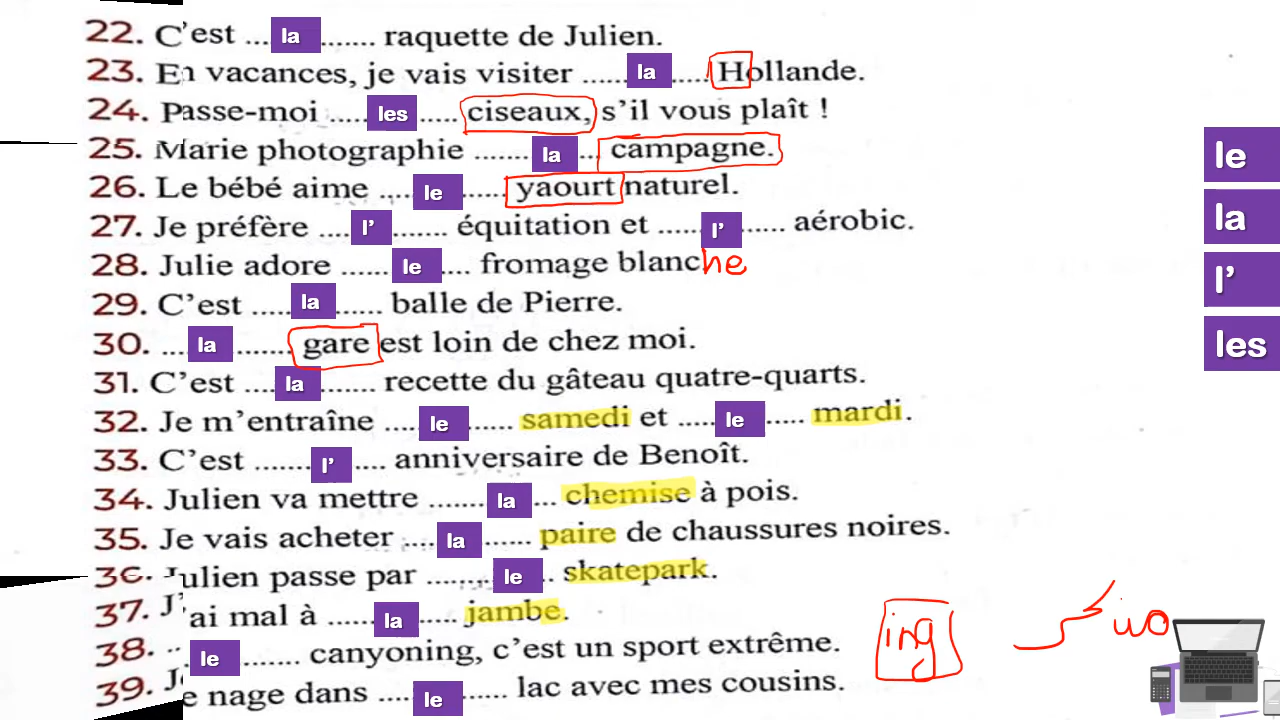 22. C'est ... la ....... raquette de Julien.
23. En vacances, je vais visiter ...... la ..... Hollande.
24. Passe-moi ..... les ..... ciseaux, s'il vous plaît !
25. Marie photographie ....... la ... campagne.
26. Le bébé aime .... le ....... yaourt naturel.
27. Je préfère .... l' ....... équitation et ...... l' ...... aérobic.
28. Julie adore ...... le .... fromage blanche
29. C'est ..... la ...... balle de Pierre.
30. ... la ....... gare est loin de chez moi.
31. C'est .... la ........ recette du gâteau quatre-quarts.
32. Je m'entraîne .... le ...... samedi et ..... le ..... mardi.
33. C'est ....... l' .... anniversaire de Benoît.
34. Julien va mettre ....... la ... chemise à pois.
35. Je vais acheter .... la ...... paire de chaussures noires.
36. Julien passe par ........ le .. skatepark.
37. J'ai mal à ...... la ...... jambe.
38. .. le ....... canyoning, c'est un sport extrême.
39. Je nage dans .... le ....... lac avec mes cousins.
le
la
l'
les
ing